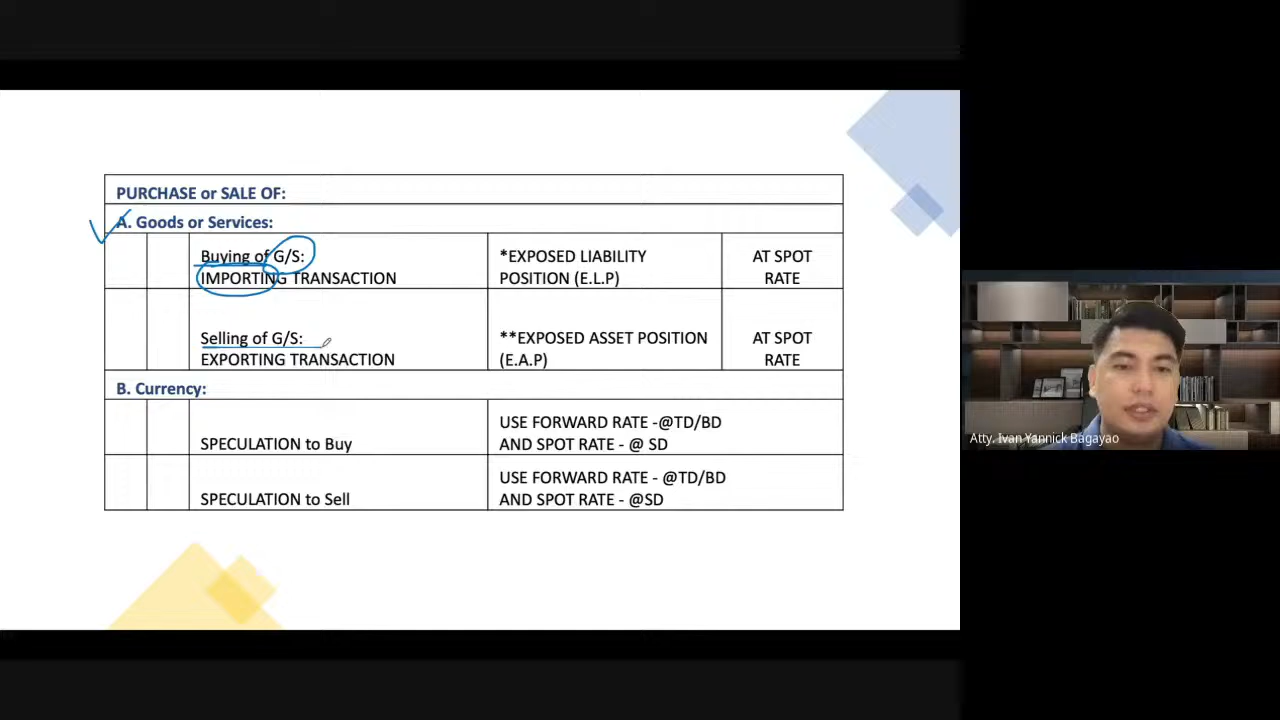 PURCHASE or SALE OF:
A. Goods or Services:
Buying of G/S:
IMPORTING TRANSACTION
*EXPOSED LIABILITY
POSITION (E.L.P)
AT SPOT
RATE
Selling of G/S:
EXPORTING TRANSACTION
**EXPOSED ASSET POSITION
(E.A.P)
AT SPOT
RATE
B. Currency:
SPECULATION to Buy
USE FORWARD RATE -@TD/BD
AND SPOT RATE - @ SD
SPECULATION to Sell
USE FORWARD RATE - @TD/BD
AND SPOT RATE - @SD
Atty. Ivan Yannick Bagayao